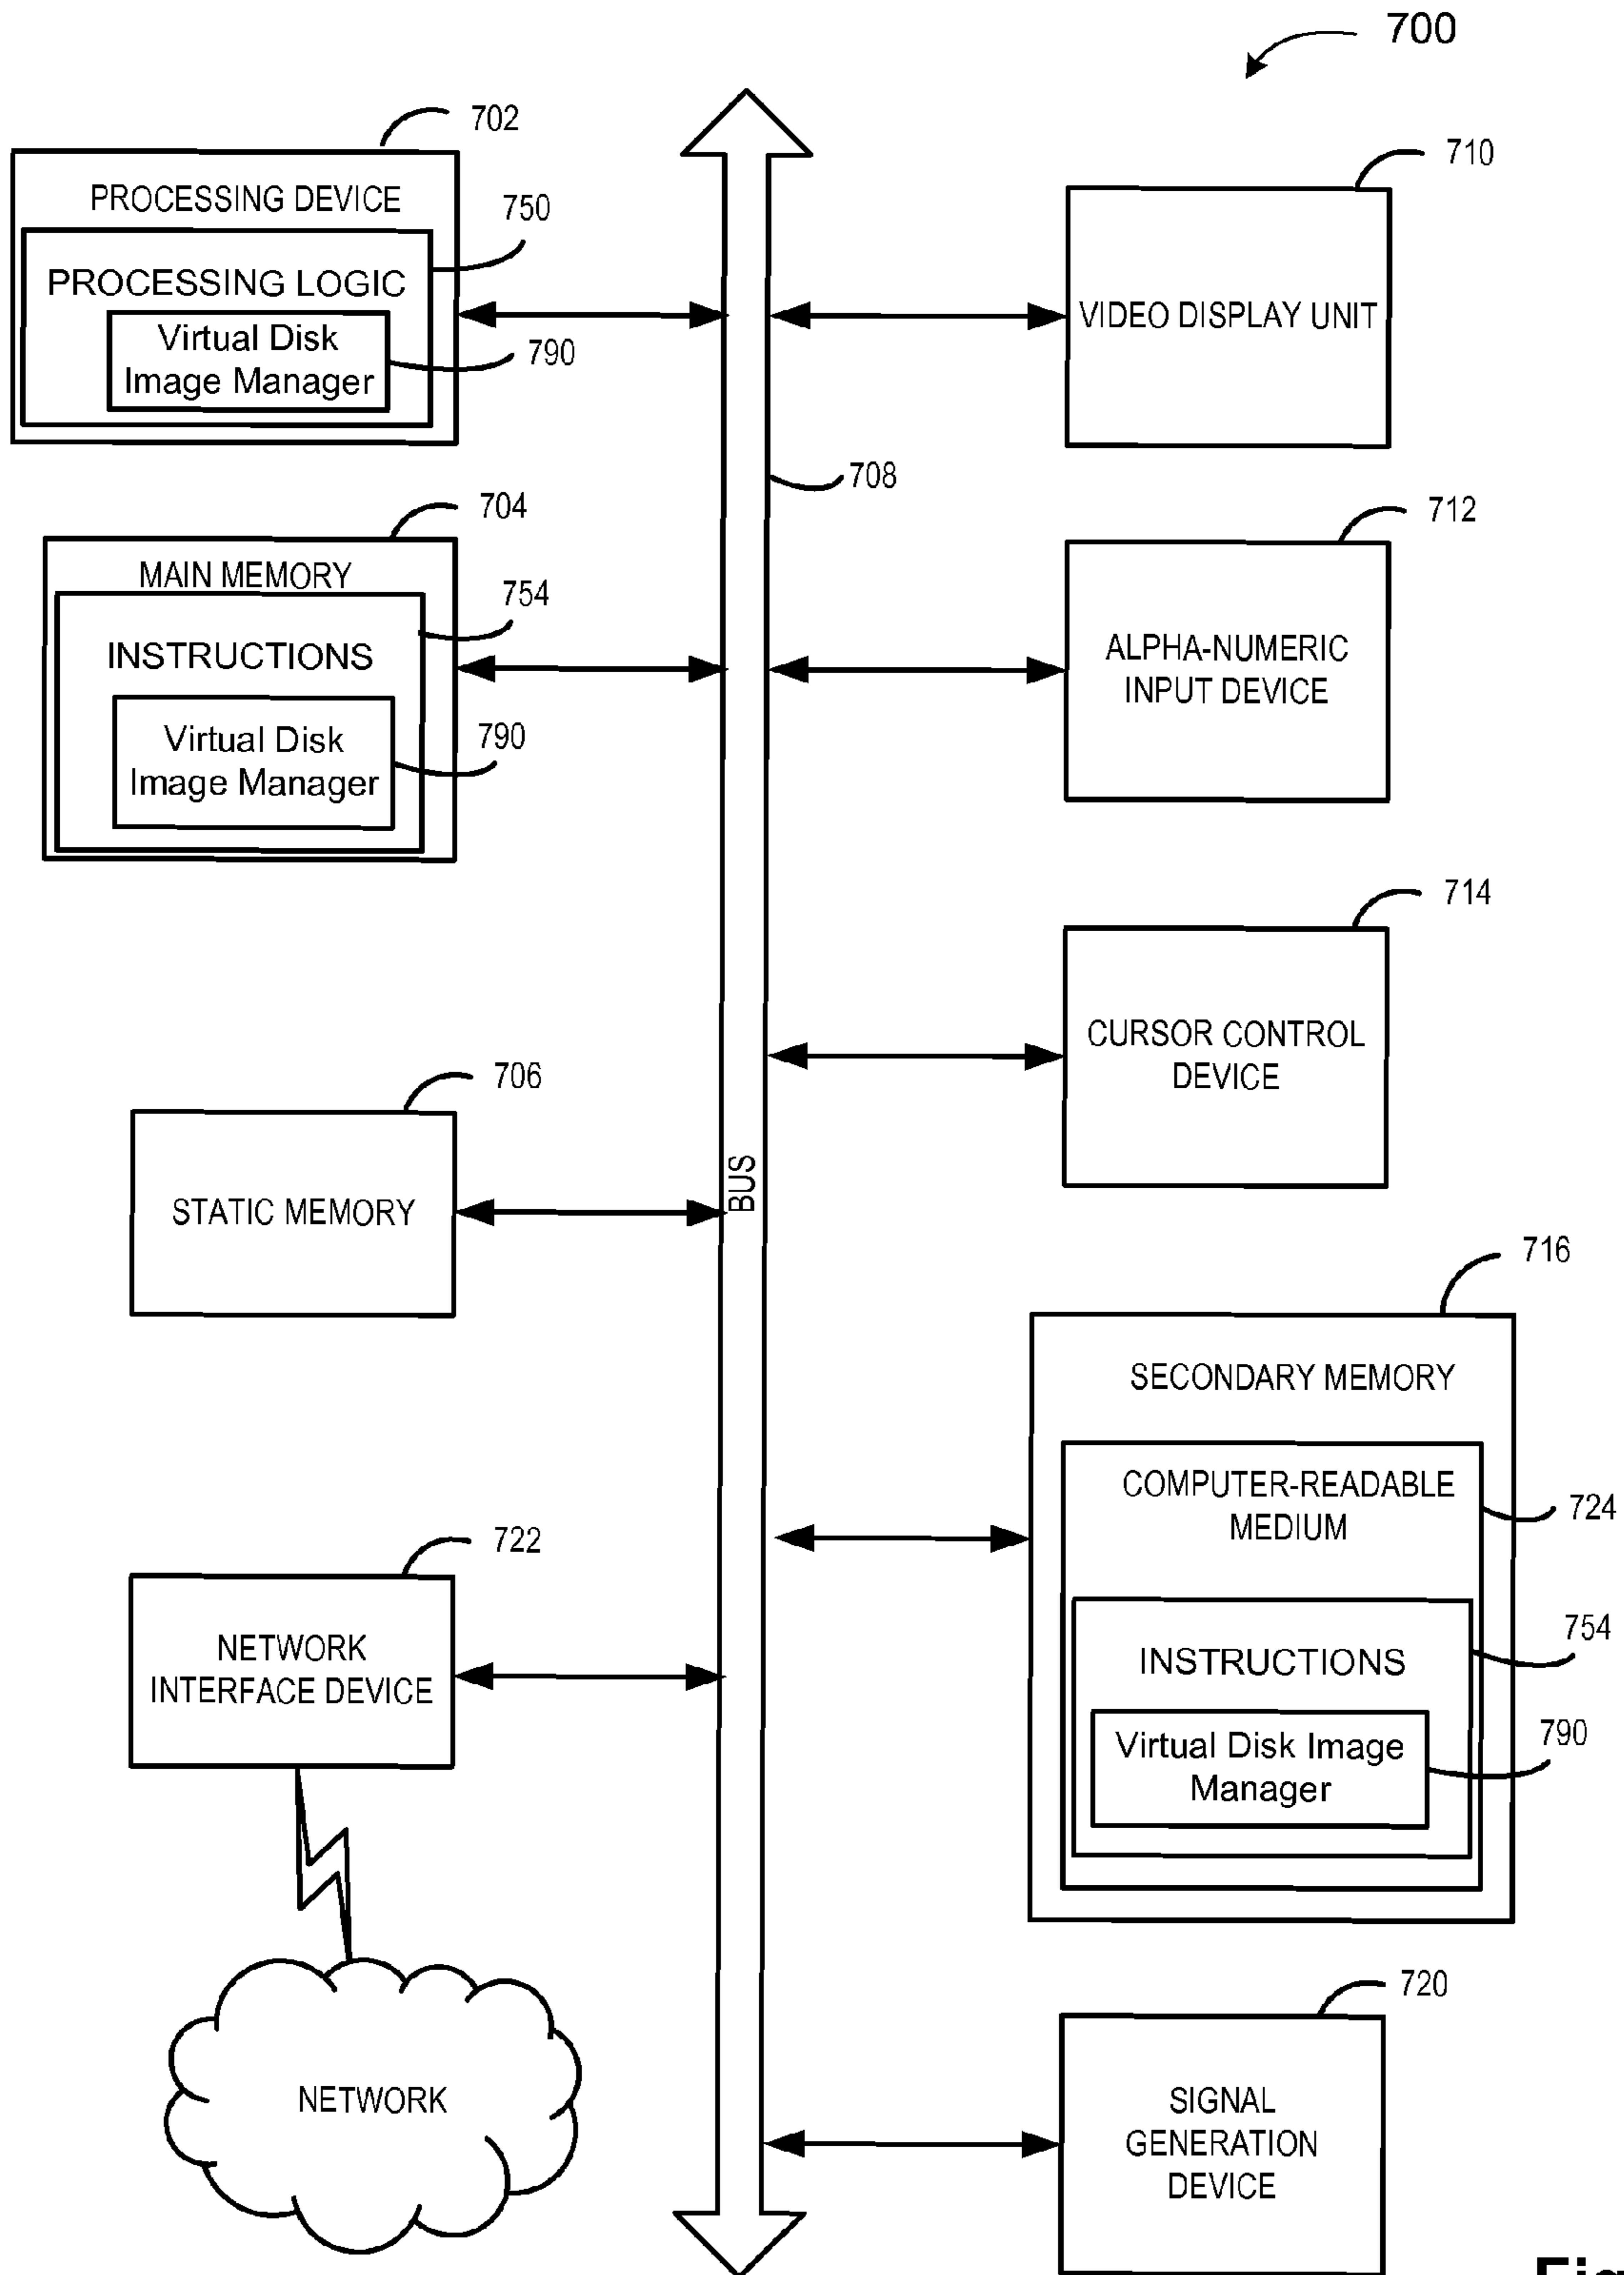 700
702
PROCESSING DEVICE
750
PROCESSING LOGIC
Virtual Disk
Image Manager
790
710
VIDEO DISPLAY UNIT
708
704
MAIN MEMORY
754
INSTRUCTIONS
Virtual Disk
Image Manager
790
712
ALPHA-NUMERIC
INPUT DEVICE
714
CURSOR CONTROL
DEVICE
706
STATIC MEMORY
BUS
716
SECONDARY MEMORY
COMPUTER-READABLE
MEDIUM
724
INSTRUCTIONS
754
Virtual Disk Image
Manager
790
722
NETWORK
INTERFACE DEVICE
NETWORK
720
SIGNAL
GENERATION
DEVICE